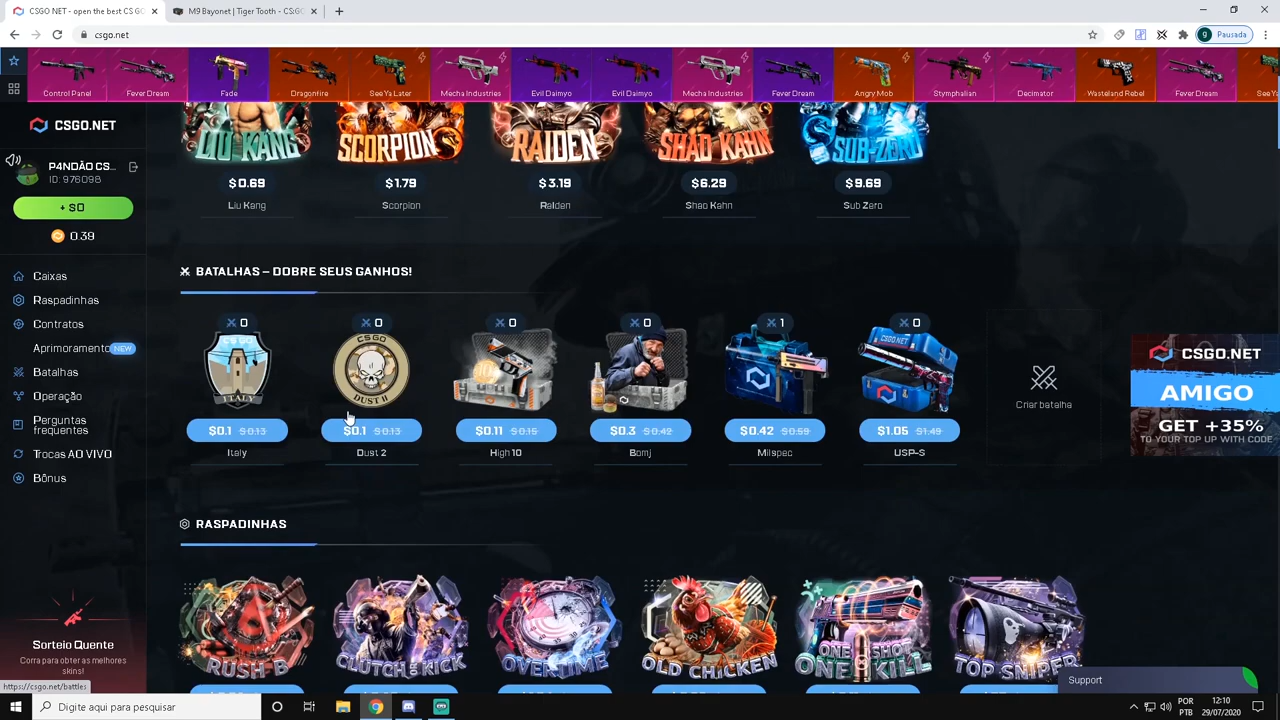 CSGO NET - open the best CS GO
M9 Bayonet | Tiger Tooth - CS:GO
csgo.net
Pausada
Control Panel
Fever Dream
Fade
Dragonfire
See Ya Later
Mecha Industries
Evil Daimyo
Evil Daimyo
Mecha Industries
Fever Dream
Angry Mob
Stymphalian
Decimator
Wasteland Rebel
Fever Dream
See Y
CSGO.NET
P4NDÃO CS...
ID: 976098
+ $0
0.39
Caixas
Raspadinhas
Contratos
Aprimoramento NEW
Batalhas
Operação
Perguntas
frequentes
Trocas AO VIVO
Bônus
Sorteio Quente
Corra para obter as melhores
skins!
https://csgo.net/battles
LIU KANG
SCORPION
RAIDEN
SHAO KAHN
SUB-ZERO
$0.69
$1.79
$3.19
$6.29
$9.69
Liu Kang
Scorpion
Raiden
Shao Kahn
Sub Zero
BATALHAS – DOBRE SEUS GANHOS!
0
0
0
0
1
0
ITALY
CS GO
DUST II
CSGO.NET
$0.1 $0.13
$0.1 $0.13
$0.11 $0.15
$0.3 $0.42
$0.42 $0.59
$1.05 $1.49
Italy
Dust 2
High 10
Bomj
Milspec
USP-S
Criar batalha
CSGO.NET
AMIGO
GET +35%
TO YOUR TOP UP WITH CODE
RASPADINHAS
RUSH B
CLUTCH OR KICK
OVERTIME
OLD CHICKEN
ONE SHOT
ONE KILL
TOP SNIPER
Support
Digite aqui para pesquisar
POR
PTB
12:10
29/07/2020